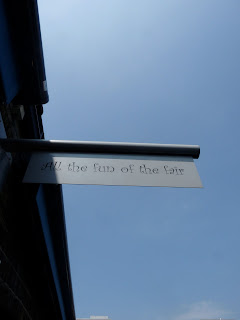 All the fun of the fair